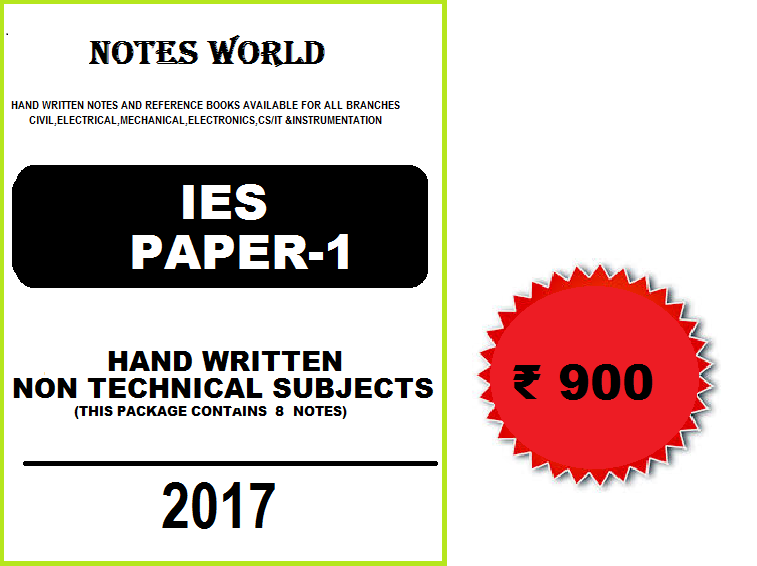 NOTES WORLD
HAND WRITTEN NOTES AND REFERENCE BOOKS AVAILABLE FOR ALL BRANCHES
CIVIL,ELECTRICAL,MECHANICAL,ELECTRONICS,CS/IT &INSTRUMENTATION
IES
PAPER-1
HAND WRITTEN
NON TECHNICAL SUBJECTS
(THIS PACKAGE CONTAINS 8 NOTES)
2017
₹ 900